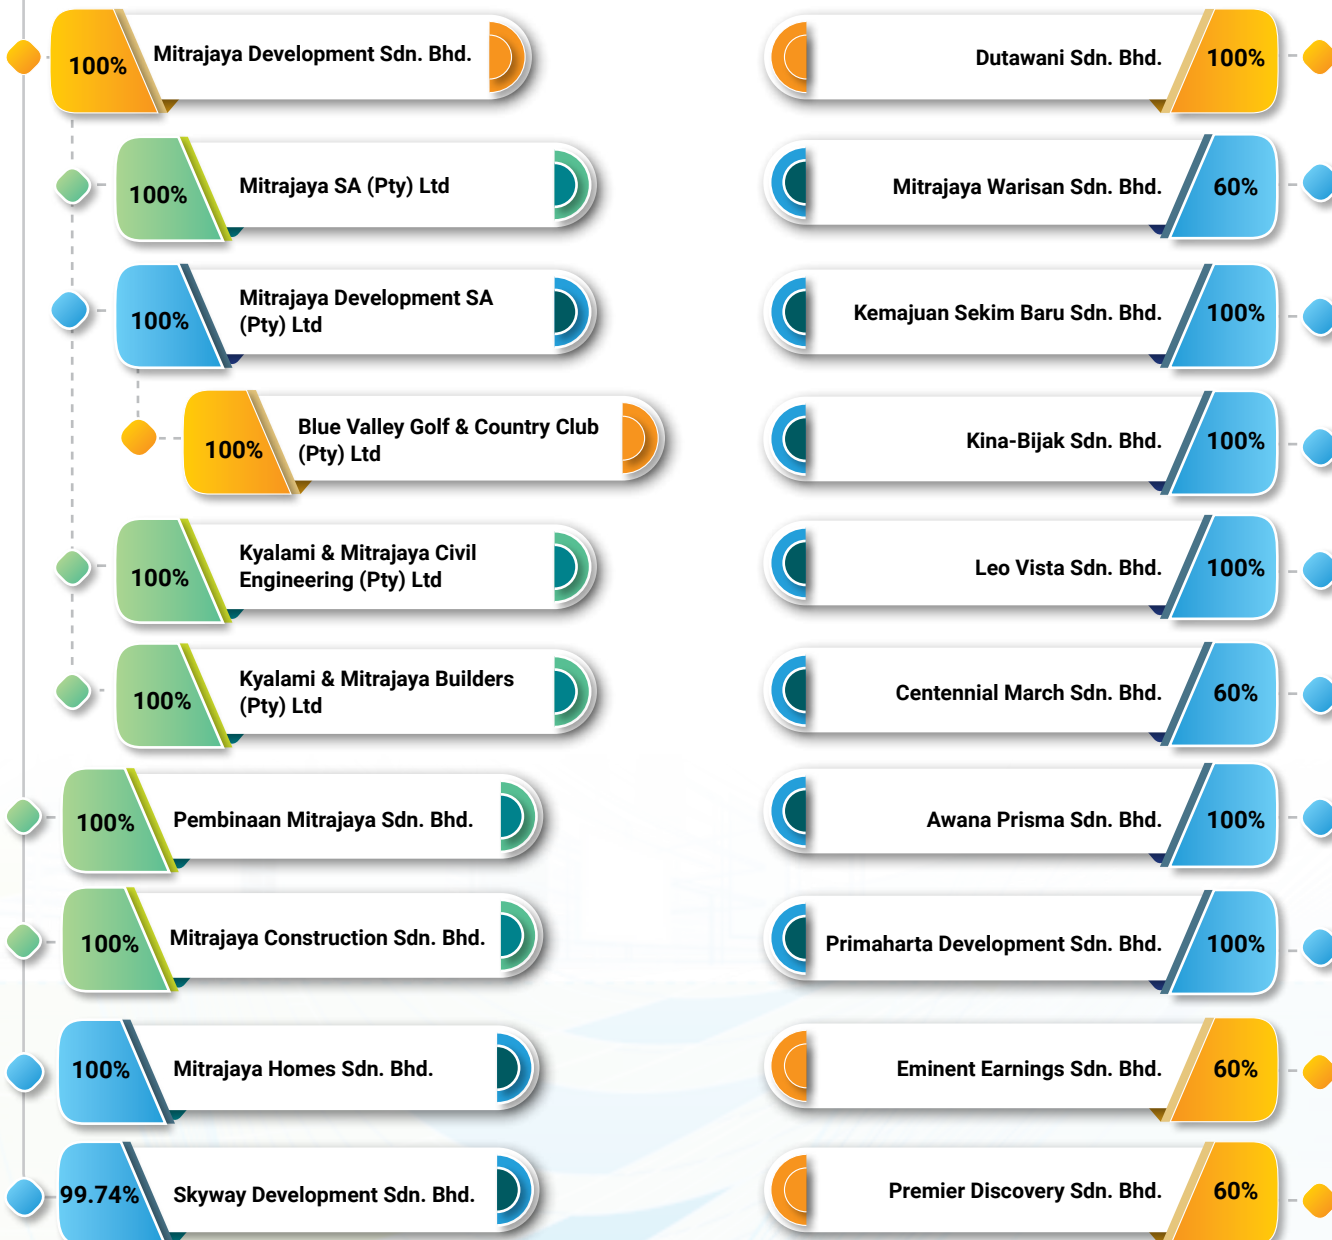 100%
Mitrajaya Development Sdn. Bhd.
100%
Mitrajaya SA (Pty) Ltd
100%
Mitrajaya Development SA
(Pty) Ltd
100%
Blue Valley Golf & Country Club
(Pty) Ltd
100%
Kyalami & Mitrajaya Civil
Engineering (Pty) Ltd
100%
Kyalami & Mitrajaya Builders
(Pty) Ltd
100%
Pembinaan Mitrajaya Sdn. Bhd.
100%
Mitrajaya Construction Sdn. Bhd.
100%
Mitrajaya Homes Sdn. Bhd.
99.74%
Skyway Development Sdn. Bhd.
Dutawani Sdn. Bhd.
100%
Mitrajaya Warisan Sdn. Bhd.
60%
Kemajuan Sekim Baru Sdn. Bhd.
100%
Kina-Bijak Sdn. Bhd.
100%
Leo Vista Sdn. Bhd.
100%
Centennial March Sdn. Bhd.
60%
Awana Prisma Sdn. Bhd.
100%
Primaharta Development Sdn. Bhd.
100%
Eminent Earnings Sdn. Bhd.
60%
Premier Discovery Sdn. Bhd.
60%